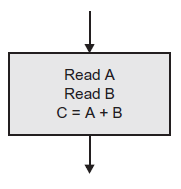 Read A
Read B
C = A + B